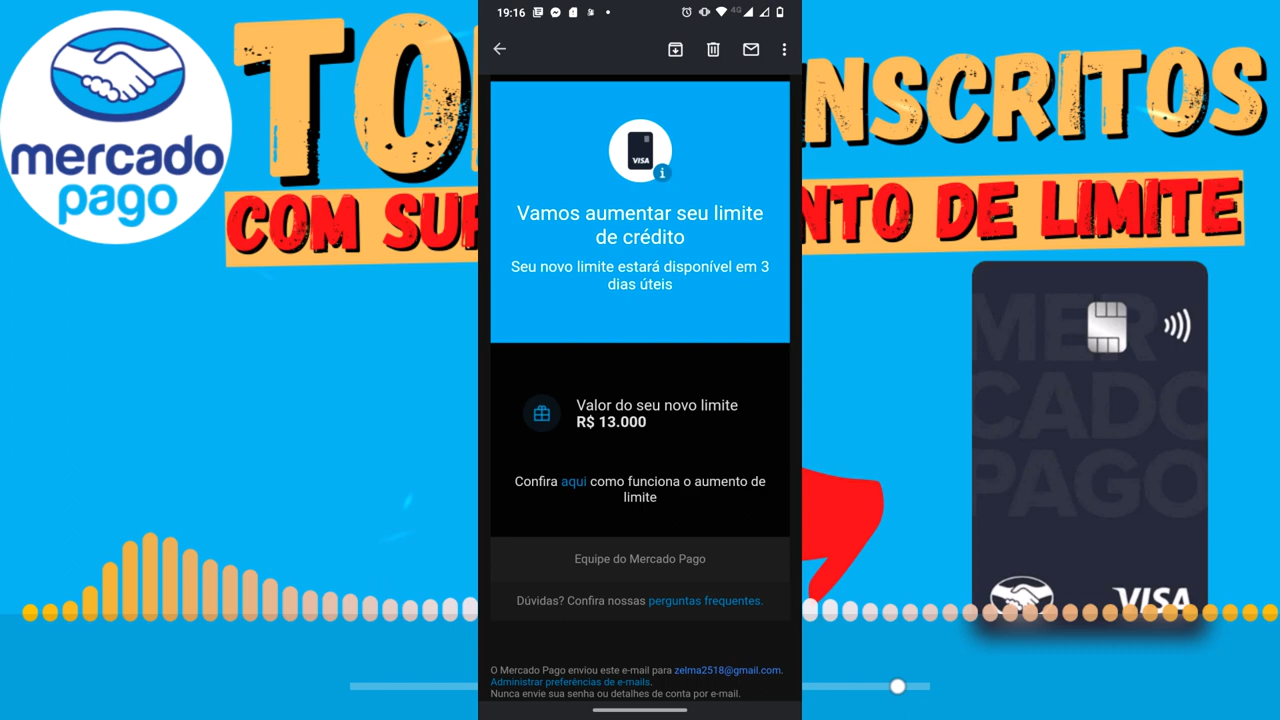 mercado
pago
TO
INSCRITOS
COM SU
NTO DE LIMITE
19:16
4G
VISA
i
Vamos aumentar seu limite
de crédito
Seu novo limite estará disponível em 3
dias úteis
Valor do seu novo limite
R$ 13.000
Confira aqui como funciona o aumento de
limite
Equipe do Mercado Pago
Dúvidas? Confira nossas perguntas frequentes.
O Mercado Pago enviou este e-mail para zelma2518@gmail.com.
Administrar preferências de e-mails.
Nunca envie sua senha ou detalhes de conta por e-mail.
MER
CADO
PAGO
VISA